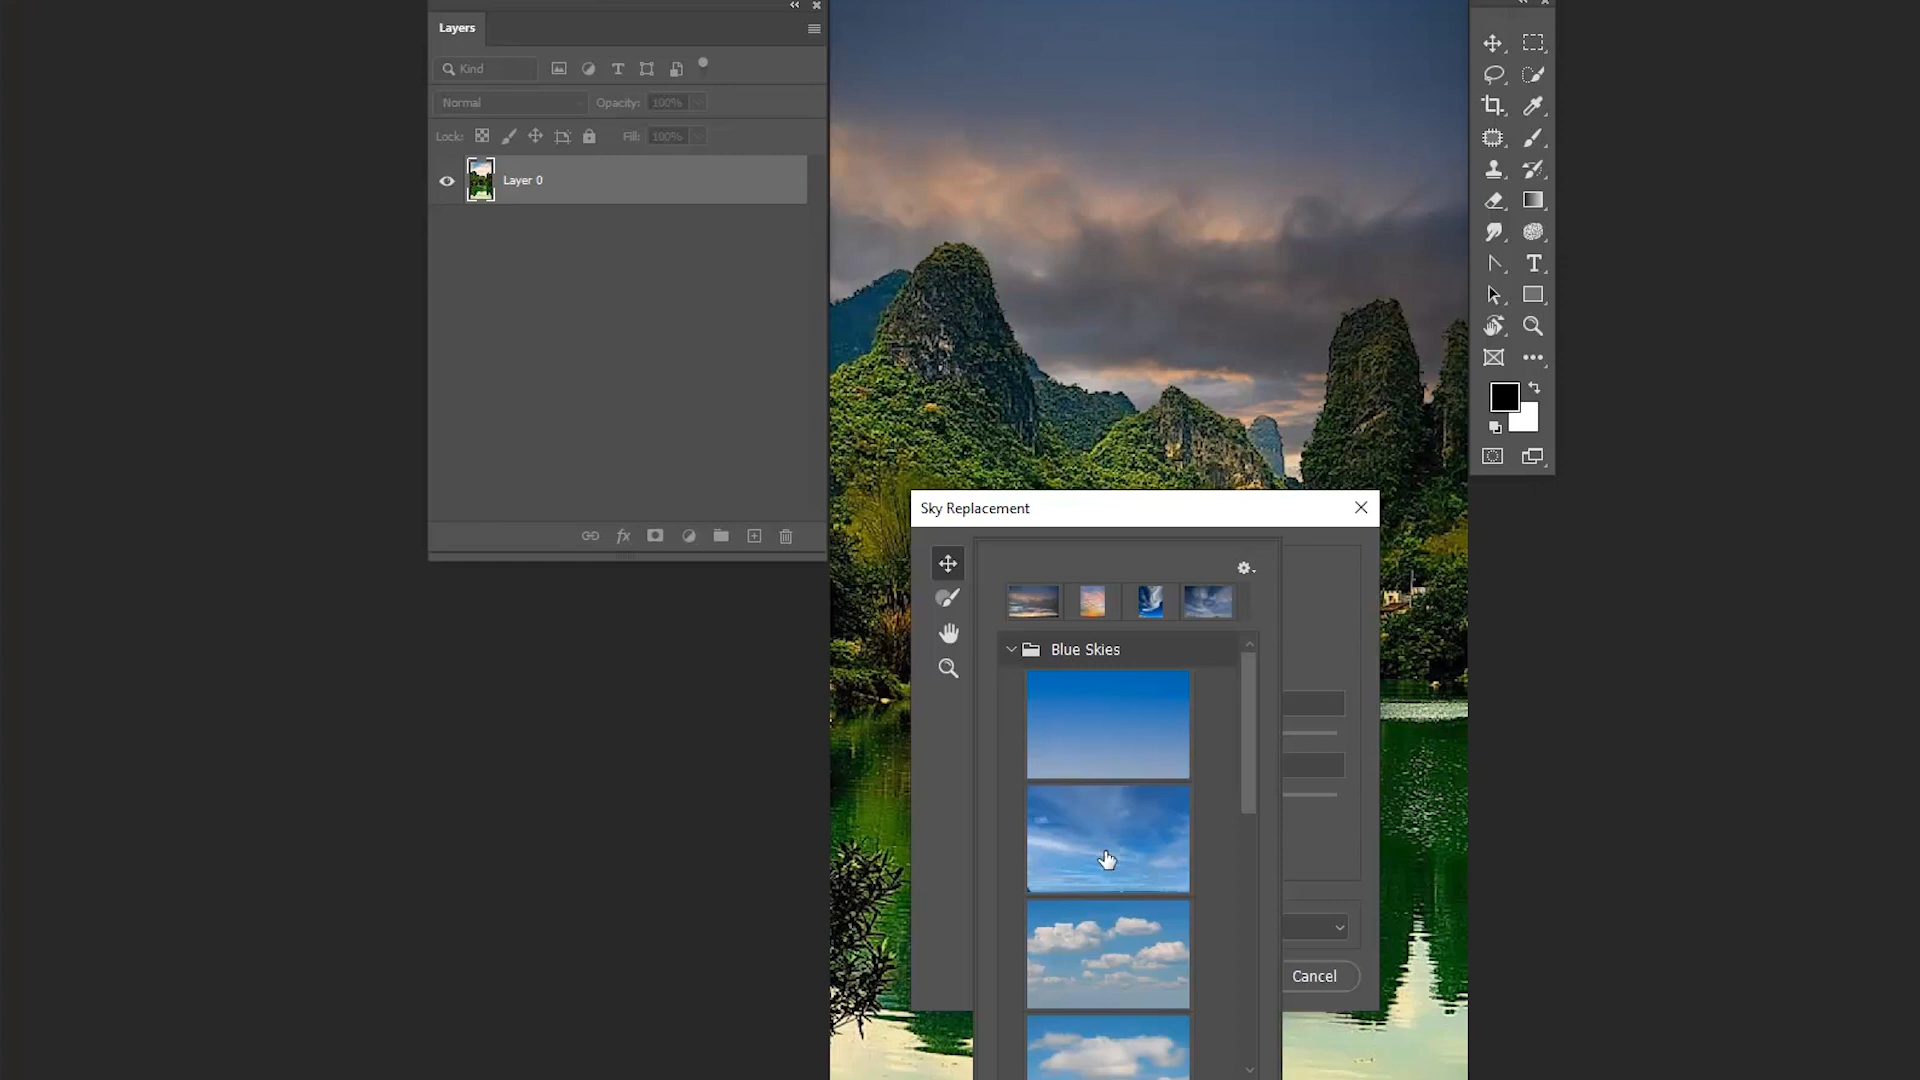 Layers
Kind
Normal
Opacity: 100%
Lock:
Fill: 100%
Layer 0
Sky Replacement
Blue Skies
Cancel